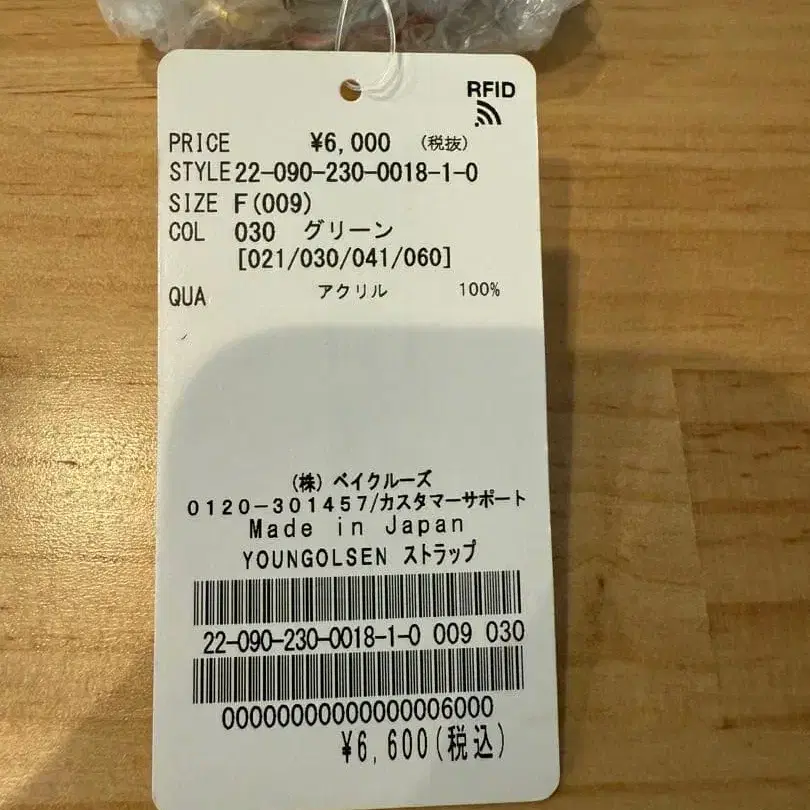 RFID
PRICE ¥6,000 (税抜)
STYLE 22-090-230-0018-1-0
SIZE F(009)
COL 030 グリーン
[021/030/041/060]
QUA アクリル 100%
(株) ベイクルーズ
0120-301457/カスタマーサポート
Made in Japan
YOUNGOLSEN ストラップ
22-090-230-0018-1-0 009 030
00000000000000006000
¥6,600(税込)